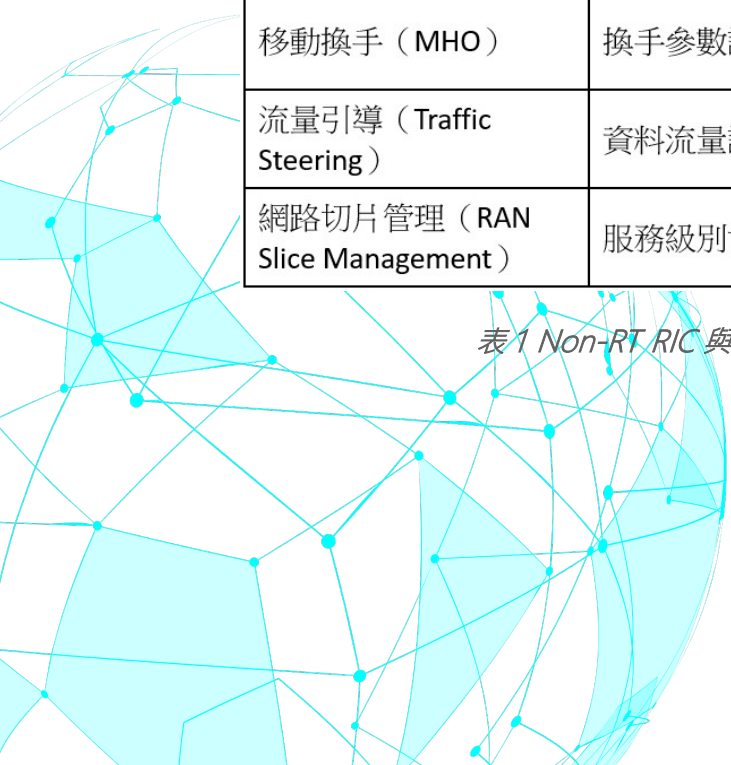 移動換手（MHO）
換手參數
流量引導（Traffic
Steering）
資料流量
網路切片管理（RAN
Slice Management）
服務級別
表 1 Non-RT RIC 與